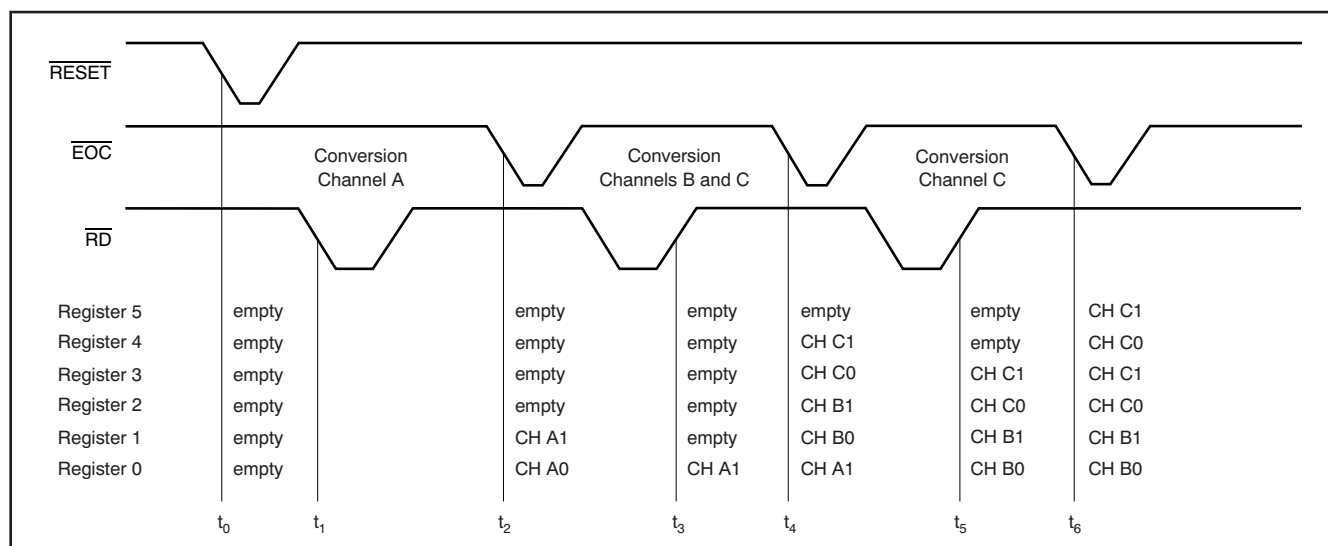 RESET
EOC
Conversion
Channel A
Conversion
Channels B and C
Conversion
Channel C
RD
Register 5 empty empty empty empty empty CH C1
Register 4 empty empty empty CH C1 empty CH C0
Register 3 empty empty empty CH C0 CH C1 CH C1
Register 2 empty empty empty CH B1 CH C0 CH C0
Register 1 empty CH A1 empty CH B0 CH B1 CH B1
Register 0 empty CH A0 CH A1 CH A1 CH B0 CH B0
t0 t1 t2 t3 t4 t5 t6